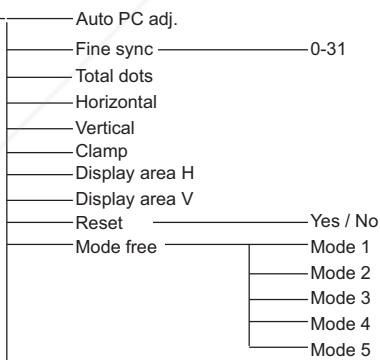 Auto PC adj.
Fine sync 0-31
Total dots
Horizontal
Vertical
Clamp
Display area H
Display area V
Reset Yes / No
Mode free Mode 1
Mode 2
Mode 3
Mode 4
Mode 5